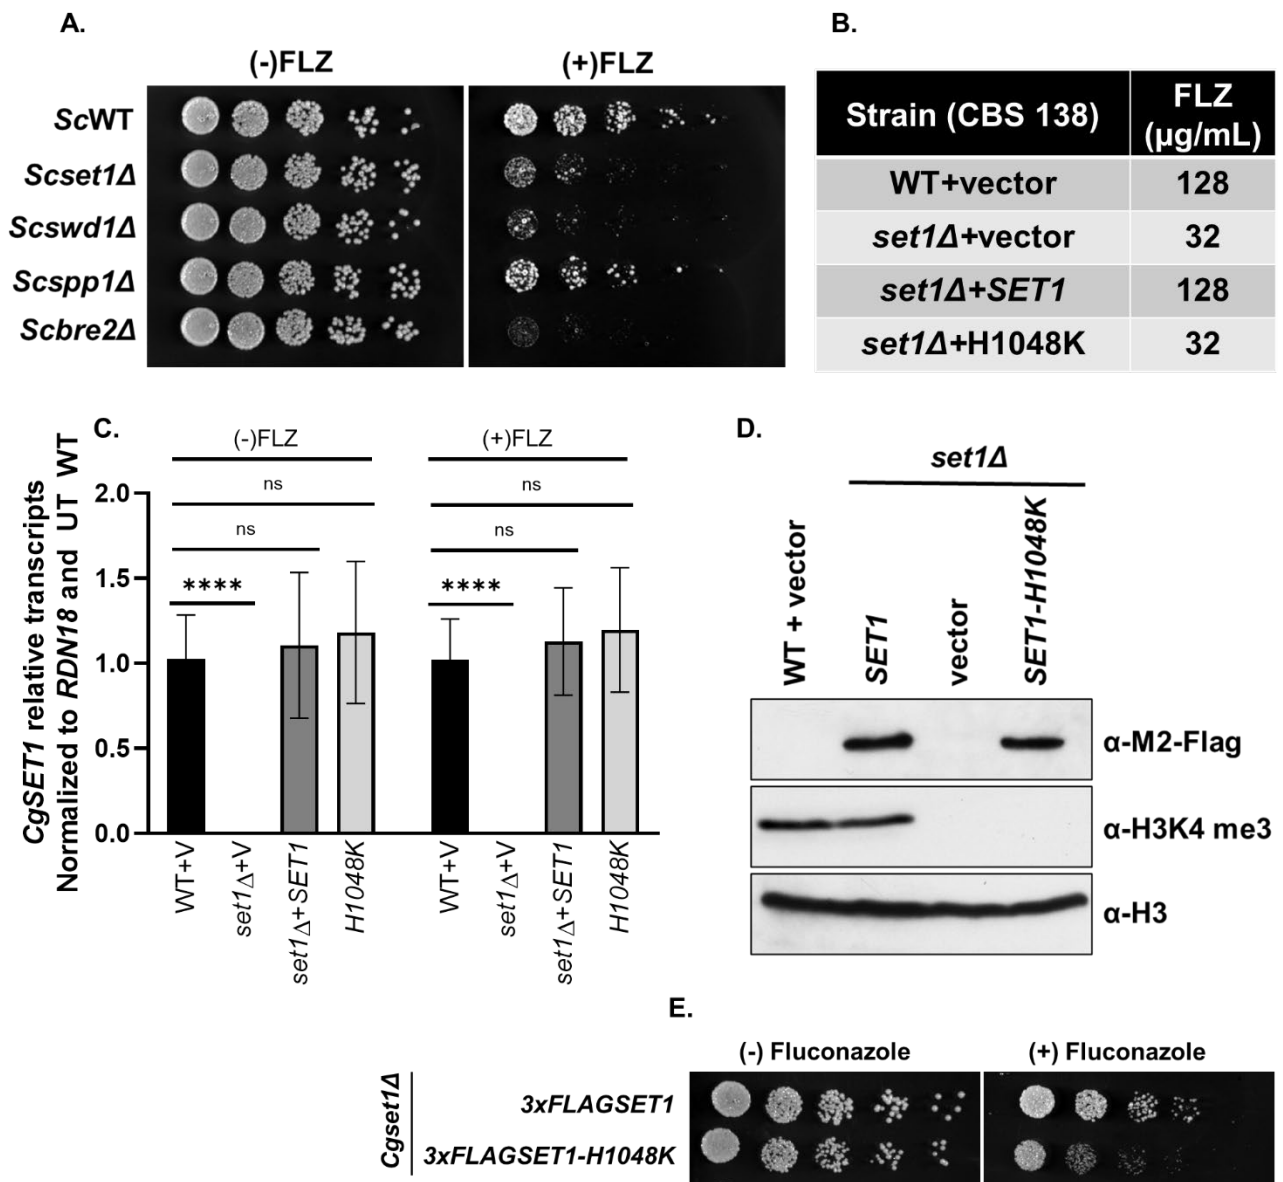 A.
(-)FLZ
(+)FLZ
ScWT
Scset1Δ
Scswd1Δ
Scspp1Δ
Scbre2Δ
B.
Strain (CBS 138)
FLZ
(µg/mL)
WT+vector
128
set1Δ+vector
32
set1Δ+SET1
128
set1Δ+H1048K
32
C.
CgSET1 relative transcripts
Normalized to RDN18 and UT WT
(-)FLZ
(+)FLZ
ns
ns
ns
ns
****
****
2.0
1.5
1.0
0.5
0.0
WT+V
set1Δ+V
set1Δ+SET1
H1048K
WT+V
set1Δ+V
set1Δ+SET1
H1048K
D.
set1Δ
WT + vector
SET1
vector
SET1-H1048K
α-M2-Flag
α-H3K4 me3
α-H3
E.
(-) Fluconazole
(+) Fluconazole
Cgset1Δ
3xFLAGSET1
3xFLAGSET1-H1048K